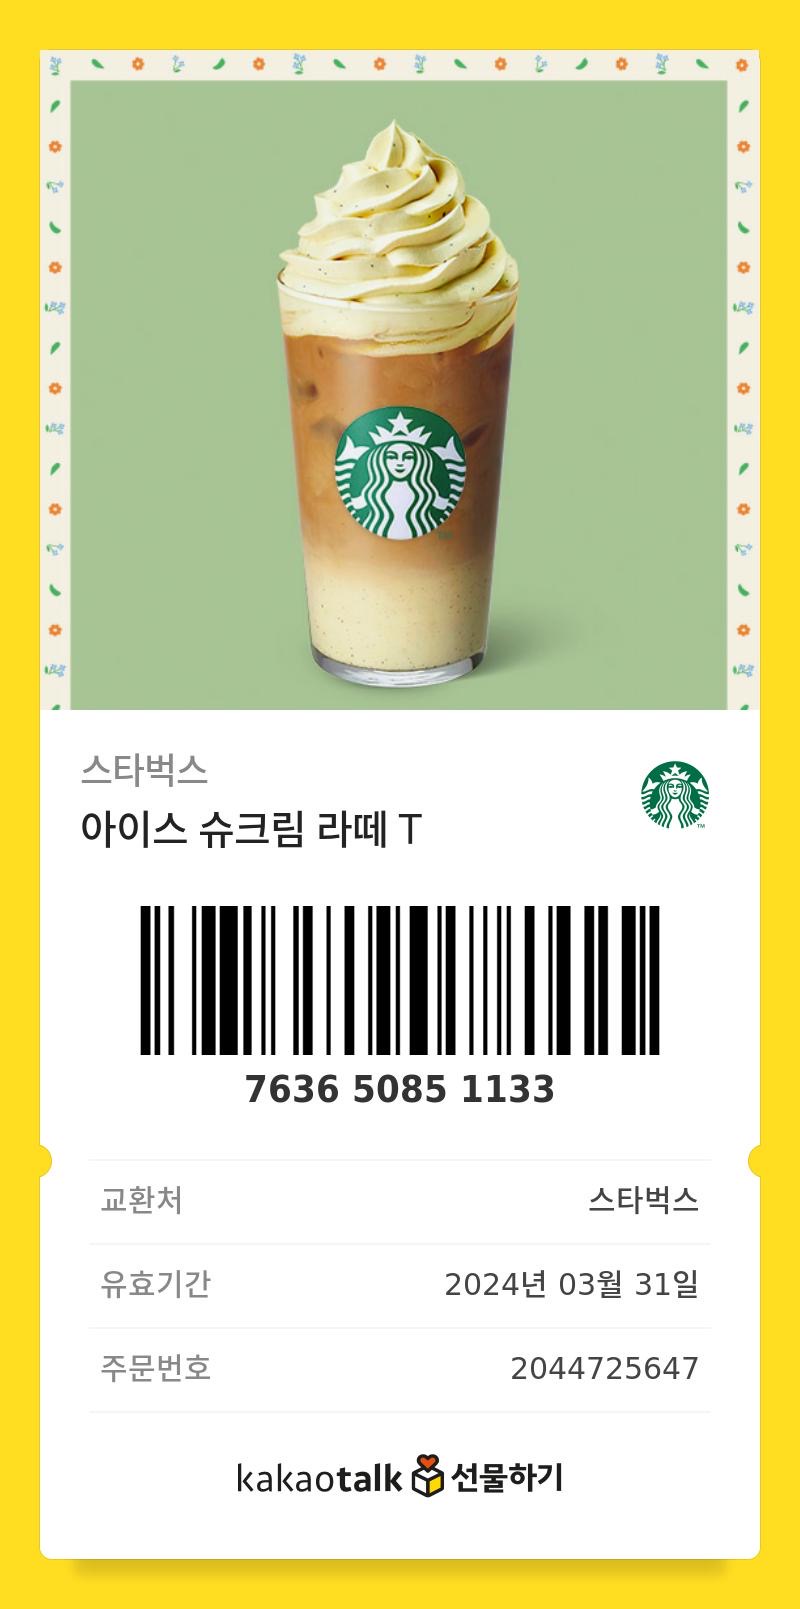 스타벅스
아이스 슈크림 라떼 T
7636 5085 1133
교환처 스타벅스
유효기간 2024년 03월 31일
주문번호 2044725647
kakaotalk 선물하기